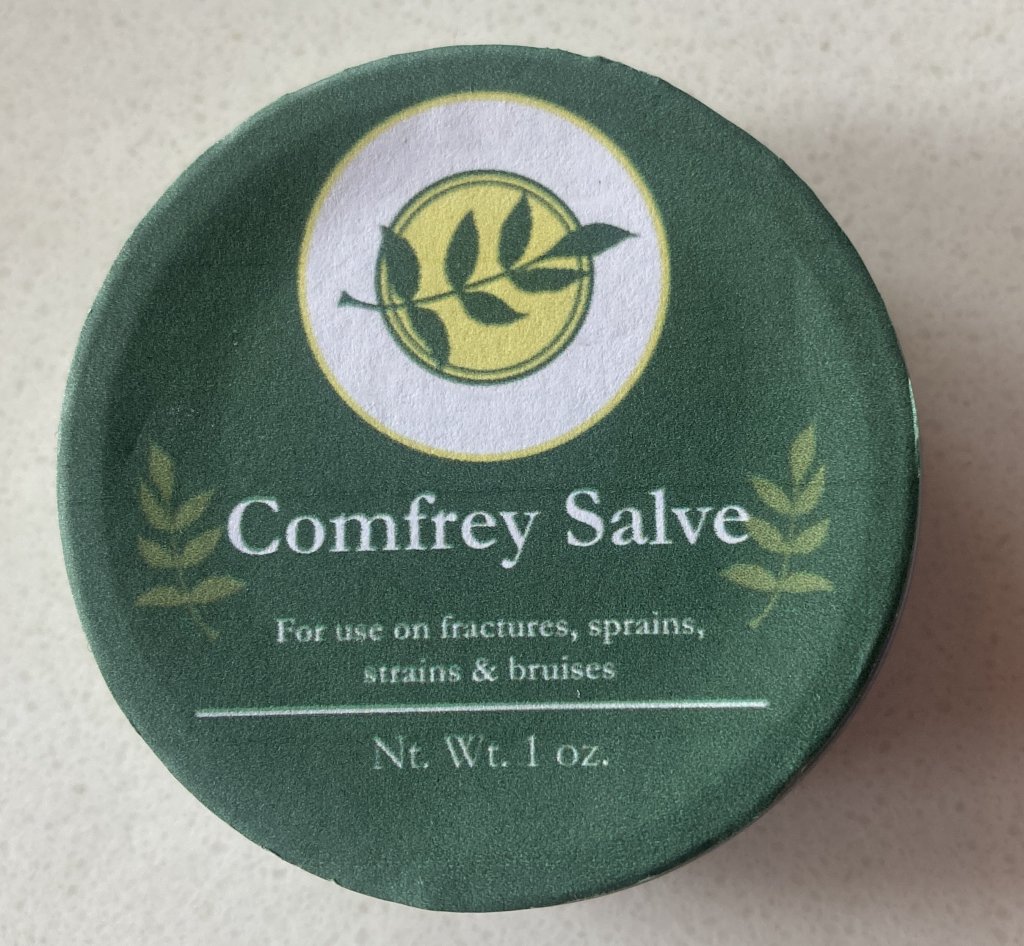 Comfrey Salve
For use on fractures, sprains,
strains & bruises
Nt. Wt. 1 oz.